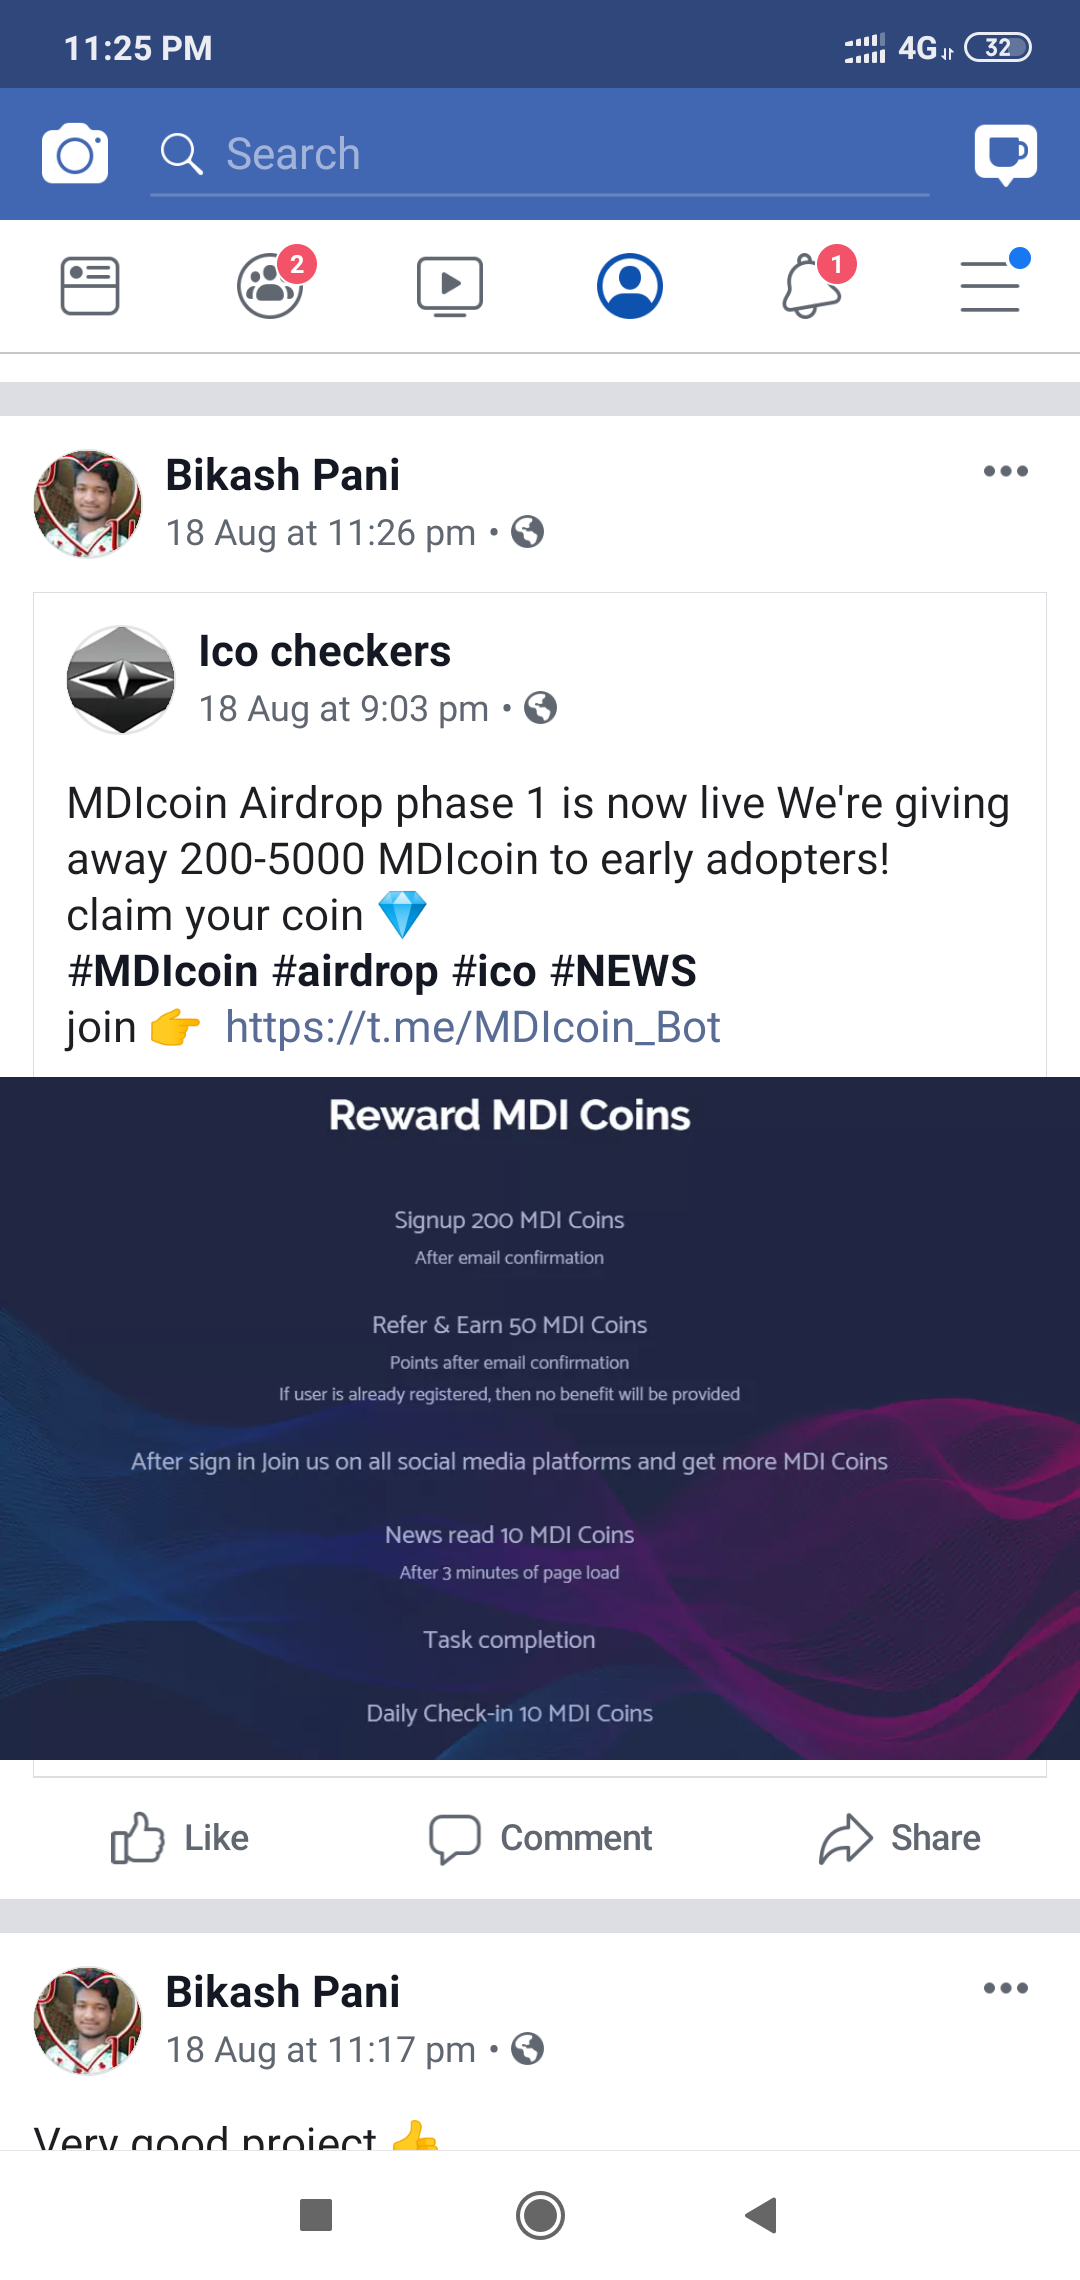 11:25 PM
4G 32
Search
2
1
Bikash Pani
18 Aug at 11:26 pm •
Ico checkers
18 Aug at 9:03 pm •
MDIcoin Airdrop phase 1 is now live We're giving
away 200-5000 MDIcoin to early adopters!
claim your coin 💎
#MDIcoin #airdrop #ico #NEWS
join 👉 https://t.me/MDIcoin_Bot
Reward MDI Coins
Signup 200 MDI Coins
After email confirmation
Refer & Earn 50 MDI Coins
Points after email confirmation
If user is already registered, then no benefit will be provided
After sign in Join us on all social media platforms and get more MDI Coins
News read 10 MDI Coins
After 3 minutes of page load
Task completion
Daily Check-in 10 MDI Coins
Like
Comment
Share
Bikash Pani
18 Aug at 11:17 pm •
Very good project 👍